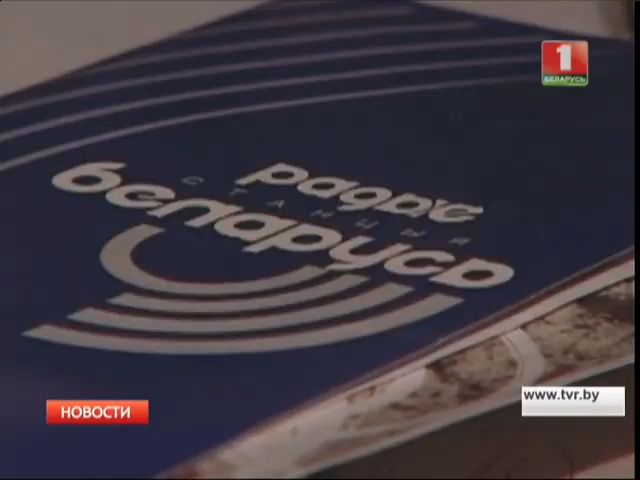 1
БЕЛАРУСЬ
радыё
станцыя
беларусь
НОВОСТИ
www.tvr.by